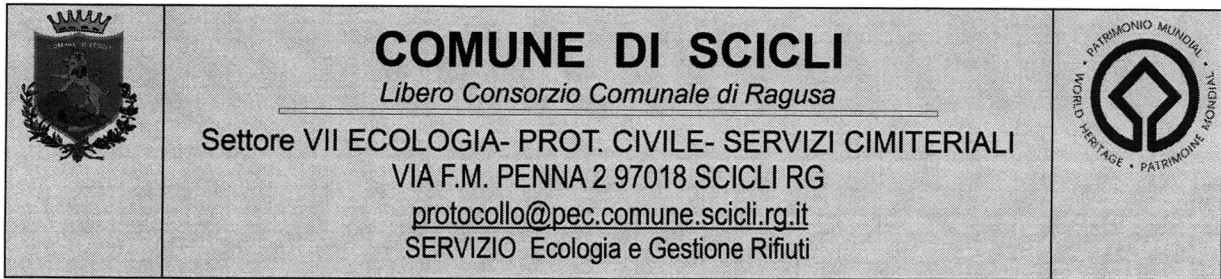 COMUNE DI SCICLI
Libero Consorzio Comunale di Ragusa
Settore VII ECOLOGIA- PROT. CIVILE- SERVIZI CIMITERIALI
VIA F.M. PENNA 2 97018 SCICLI RG
protocollo@pec.comune.scicli.rg.it
SERVIZIO Ecologia e Gestione Rifiuti
PATRIMONIO MUNDIAL • WORLD HERITAGE • PATRIMOINE MONDIAL •